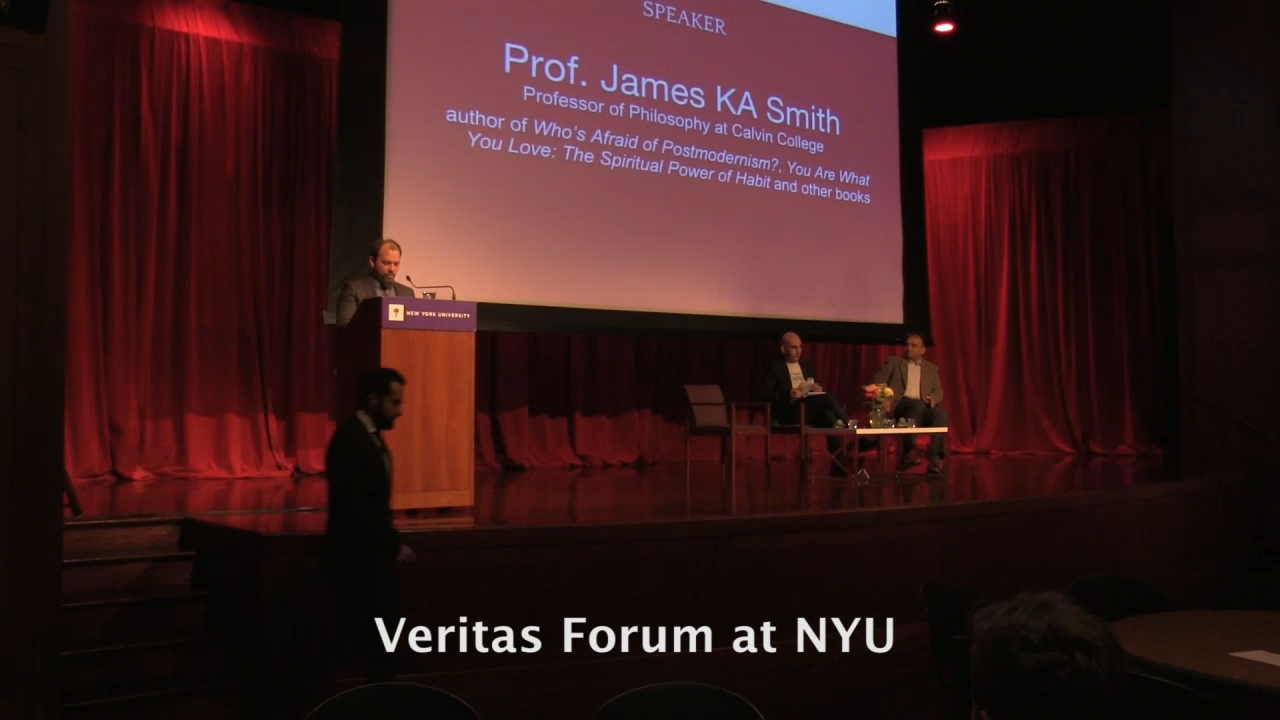 SPEAKER
Prof. James KA Smith
Professor of Philosophy at Calvin College
author of Who's Afraid of Postmodernism?, You Are What
You Love: The Spiritual Power of Habit and other books
NEW YORK UNIVERSITY
Veritas Forum at NYU